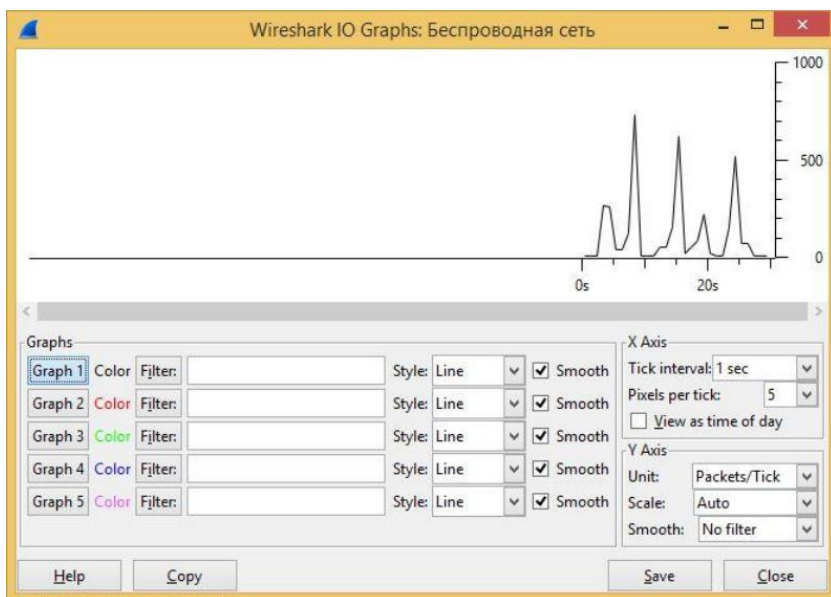 Wireshark IO Graphs: Беспроводная сеть
1000
500
0
0s 20s
Graphs
Graph 1 Color Filter: Style: Line Smooth
Graph 2 Color Filter: Style: Line Smooth
Graph 3 Color Filter: Style: Line Smooth
Graph 4 Color Filter: Style: Line Smooth
Graph 5 Color Filter: Style: Line Smooth
X Axis
Tick interval: 1 sec
Pixels per tick: 5
View as time of day
Y Axis
Unit: Packets/Tick
Scale: Auto
Smooth: No filter
Help Copy Save Close